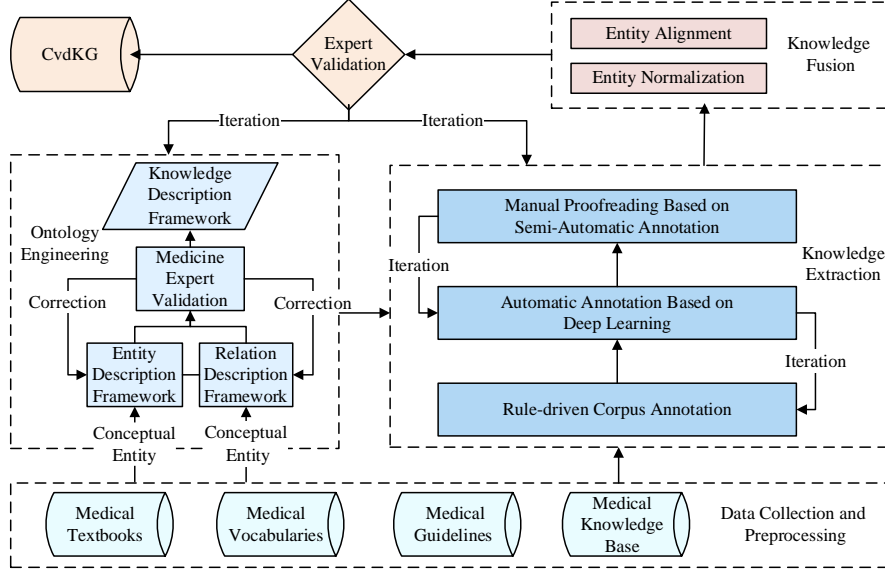 CvdKG
Expert
Validation
Entity Alignment
Entity Normalization
Knowledge
Fusion
Iteration
Iteration
Knowledge
Description
Framework
Ontology
Engineering
Medicine
Expert
Validation
Correction
Correction
Entity
Description
Framework
Relation
Description
Framework
Conceptual
Entity
Conceptual
Entity
Manual Proofreading Based on
Semi-Automatic Annotation
Iteration
Knowledge
Extraction
Automatic Annotation Based on
Deep Learning
Iteration
Rule-driven Corpus Annotation
Medical
Textbooks
Medical
Vocabularies
Medical
Guidelines
Medical
Knowledge
Base
Data Collection and
Preprocessing